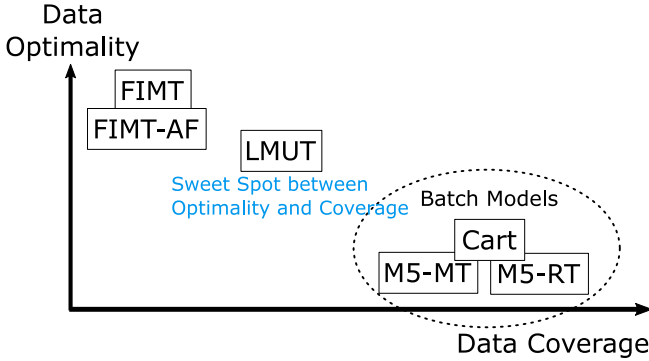 Data
Optimality
FIMT
FIMT-AF
LMUT
Sweet Spot between
Optimality and Coverage
Batch Models
Cart
M5-MT
M5-RT
Data Coverage